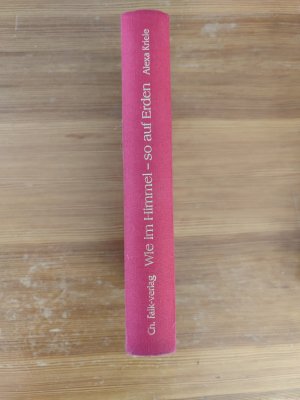 Ch. Falk-verlag Wie im Himmel – so auf Erden Alexa Kriele